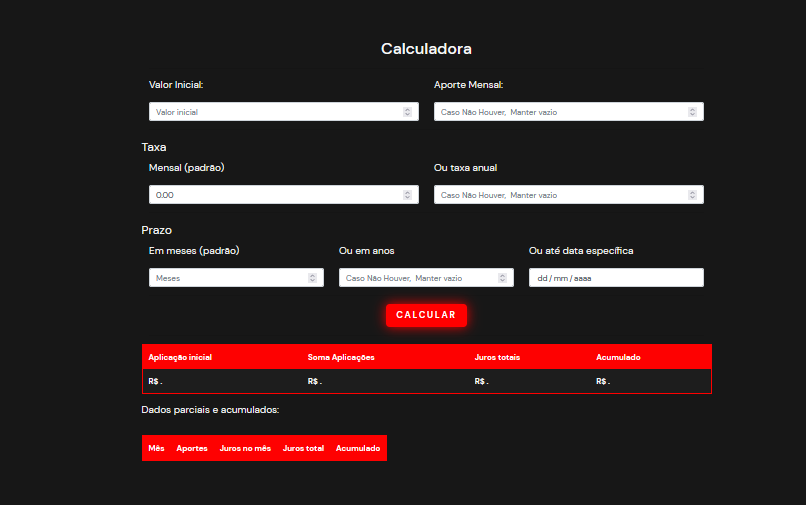 Calculadora
Valor Inicial: Aporte Mensal:
Valor inicial Caso Não Houver, Manter vazio
Taxa
Mensal (padrão) Ou taxa anual
0.00 Caso Não Houver, Manter vazio
Prazo
Em meses (padrão) Ou em anos Ou até data específica
Meses Caso Não Houver, Manter vazio dd / mm / aaaa
CALCULAR
Aplicação inicial Soma Aplicações Juros totais Acumulado
R$ . R$ . R$ . R$ .
Dados parciais e acumulados:
Mês Aportes Juros no mês Juros total Acumulado